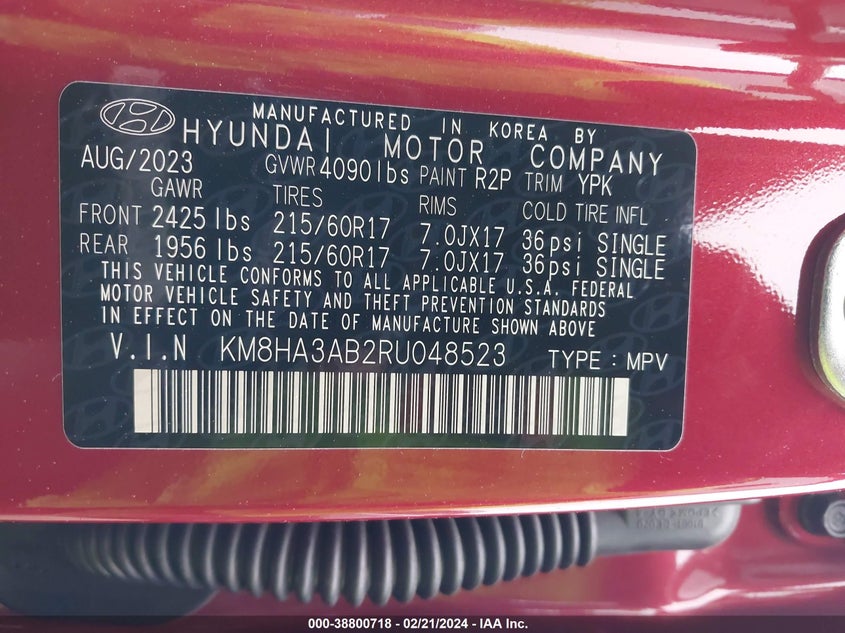 MANUFACTURED IN KOREA BY
HYUNDAI MOTOR COMPANY
AUG/2023 GVWR 4090 lbs PAINT R2P TRIM YPK
GAWR TIRES RIMS COLD TIRE INFL
FRONT 2425 lbs 215/60R17 7.0JX17 36psi SINGLE
REAR 1956 lbs 215/60R17 7.0JX17 36psi SINGLE
THIS VEHICLE CONFORMS TO ALL APPLICABLE U.S.A. FEDERAL
MOTOR VEHICLE SAFETY AND THEFT PREVENTION STANDARDS
IN EFFECT ON THE DATE OF MANUFACTURE SHOWN ABOVE
V.I.N KM8HA3AB2RU048523 TYPE : MPV
000-38800718 - 02/21/2024 - IAA Inc.